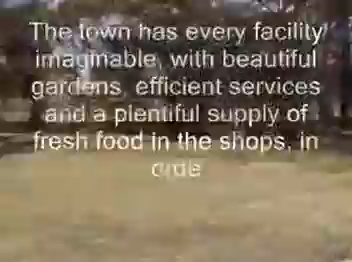 The town has every facility
imaginable, with beautiful
gardens, efficient services
and a plentiful supply of
fresh food in the shops, in